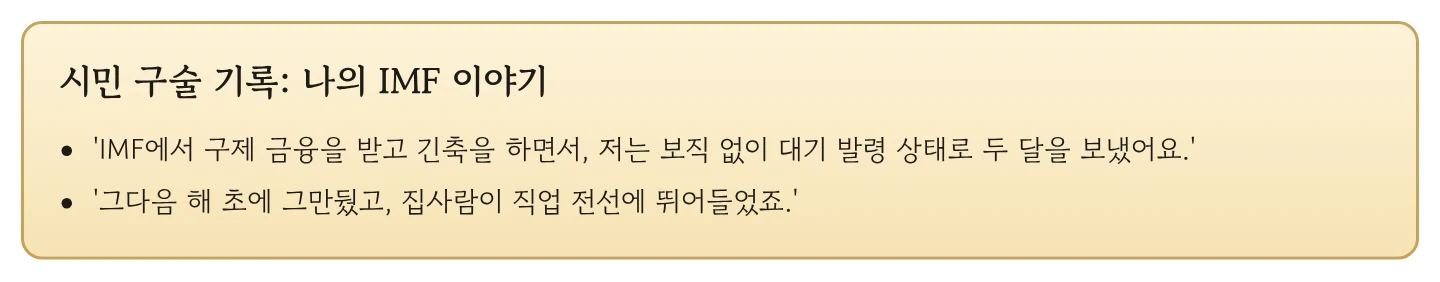 시민 구술 기록: 나의 IMF 이야기
• 'IMF에서 구제 금융을 받고 긴축을 하면서, 저는 보직 없이 대기 발령 상태로 두 달을 보냈어요.'
• '그다음 해 초에 그만뒀고, 집사람이 직업 전선에 뛰어들었죠.'